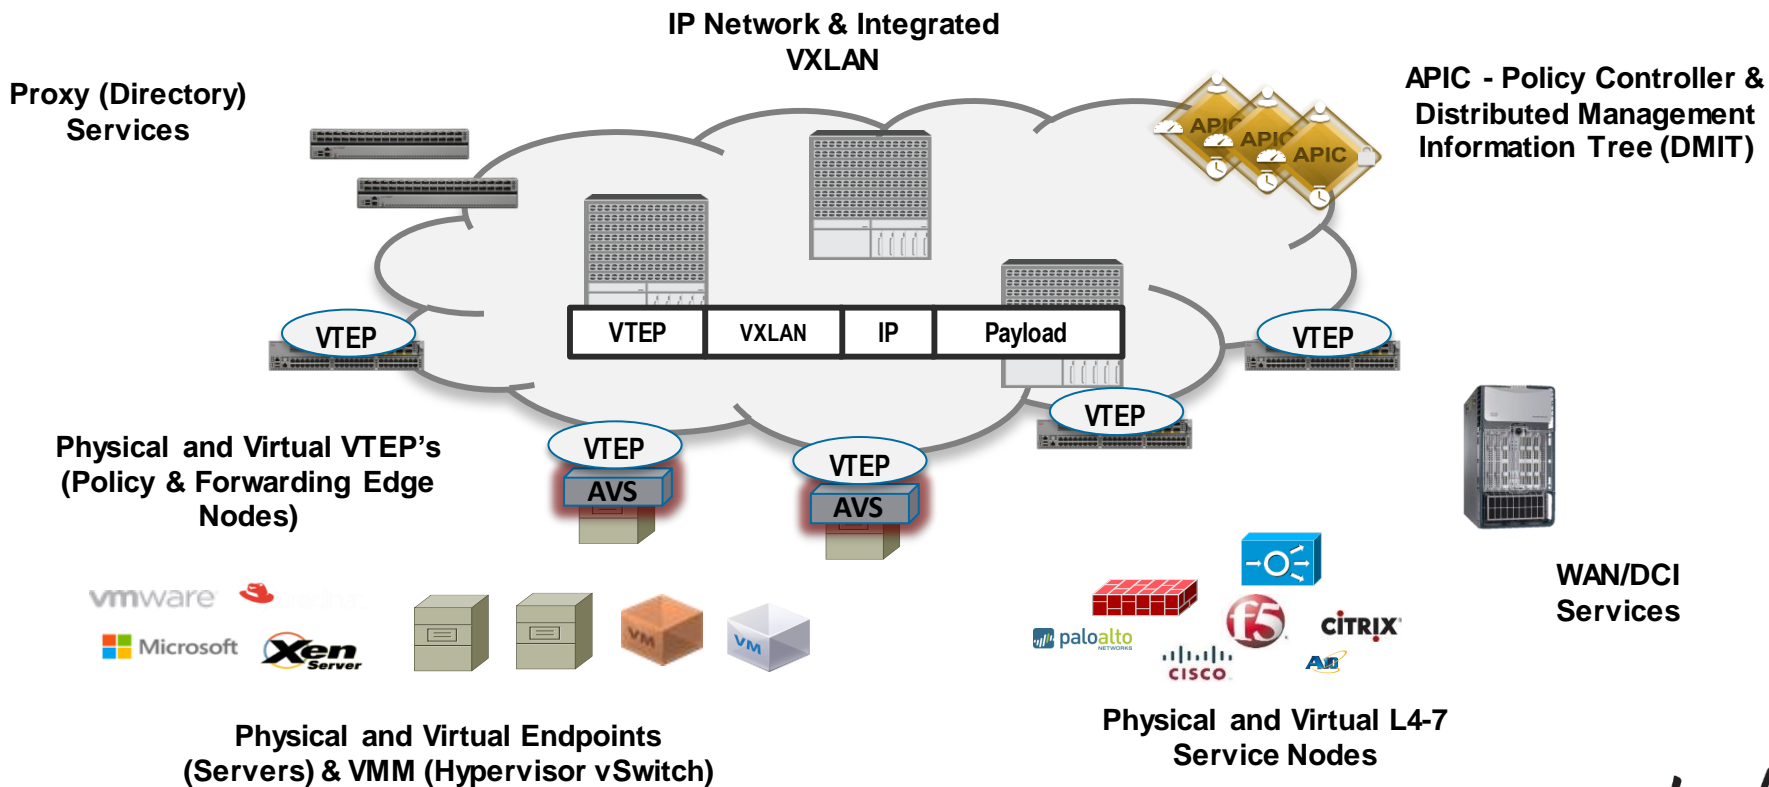 IP Network & Integrated
VXLAN
Proxy (Directory)
Services
APIC - Policy Controller &
Distributed Management
Information Tree (DMIT)
APIC
APIC
APIC
VTEP
VTEP
VXLAN
IP
Payload
VTEP
VTEP
VTEP
AVS
VTEP
AVS
Physical and Virtual VTEP's
(Policy & Forwarding Edge
Nodes)
vmware
Microsoft
Xen
Server
VM
VM
paloalto
NETWORKS
CISCO
f5
CITRIX
WAN/DCI
Services
Physical and Virtual Endpoints
(Servers) & VMM (Hypervisor vSwitch)
Physical and Virtual L4-7
Service Nodes